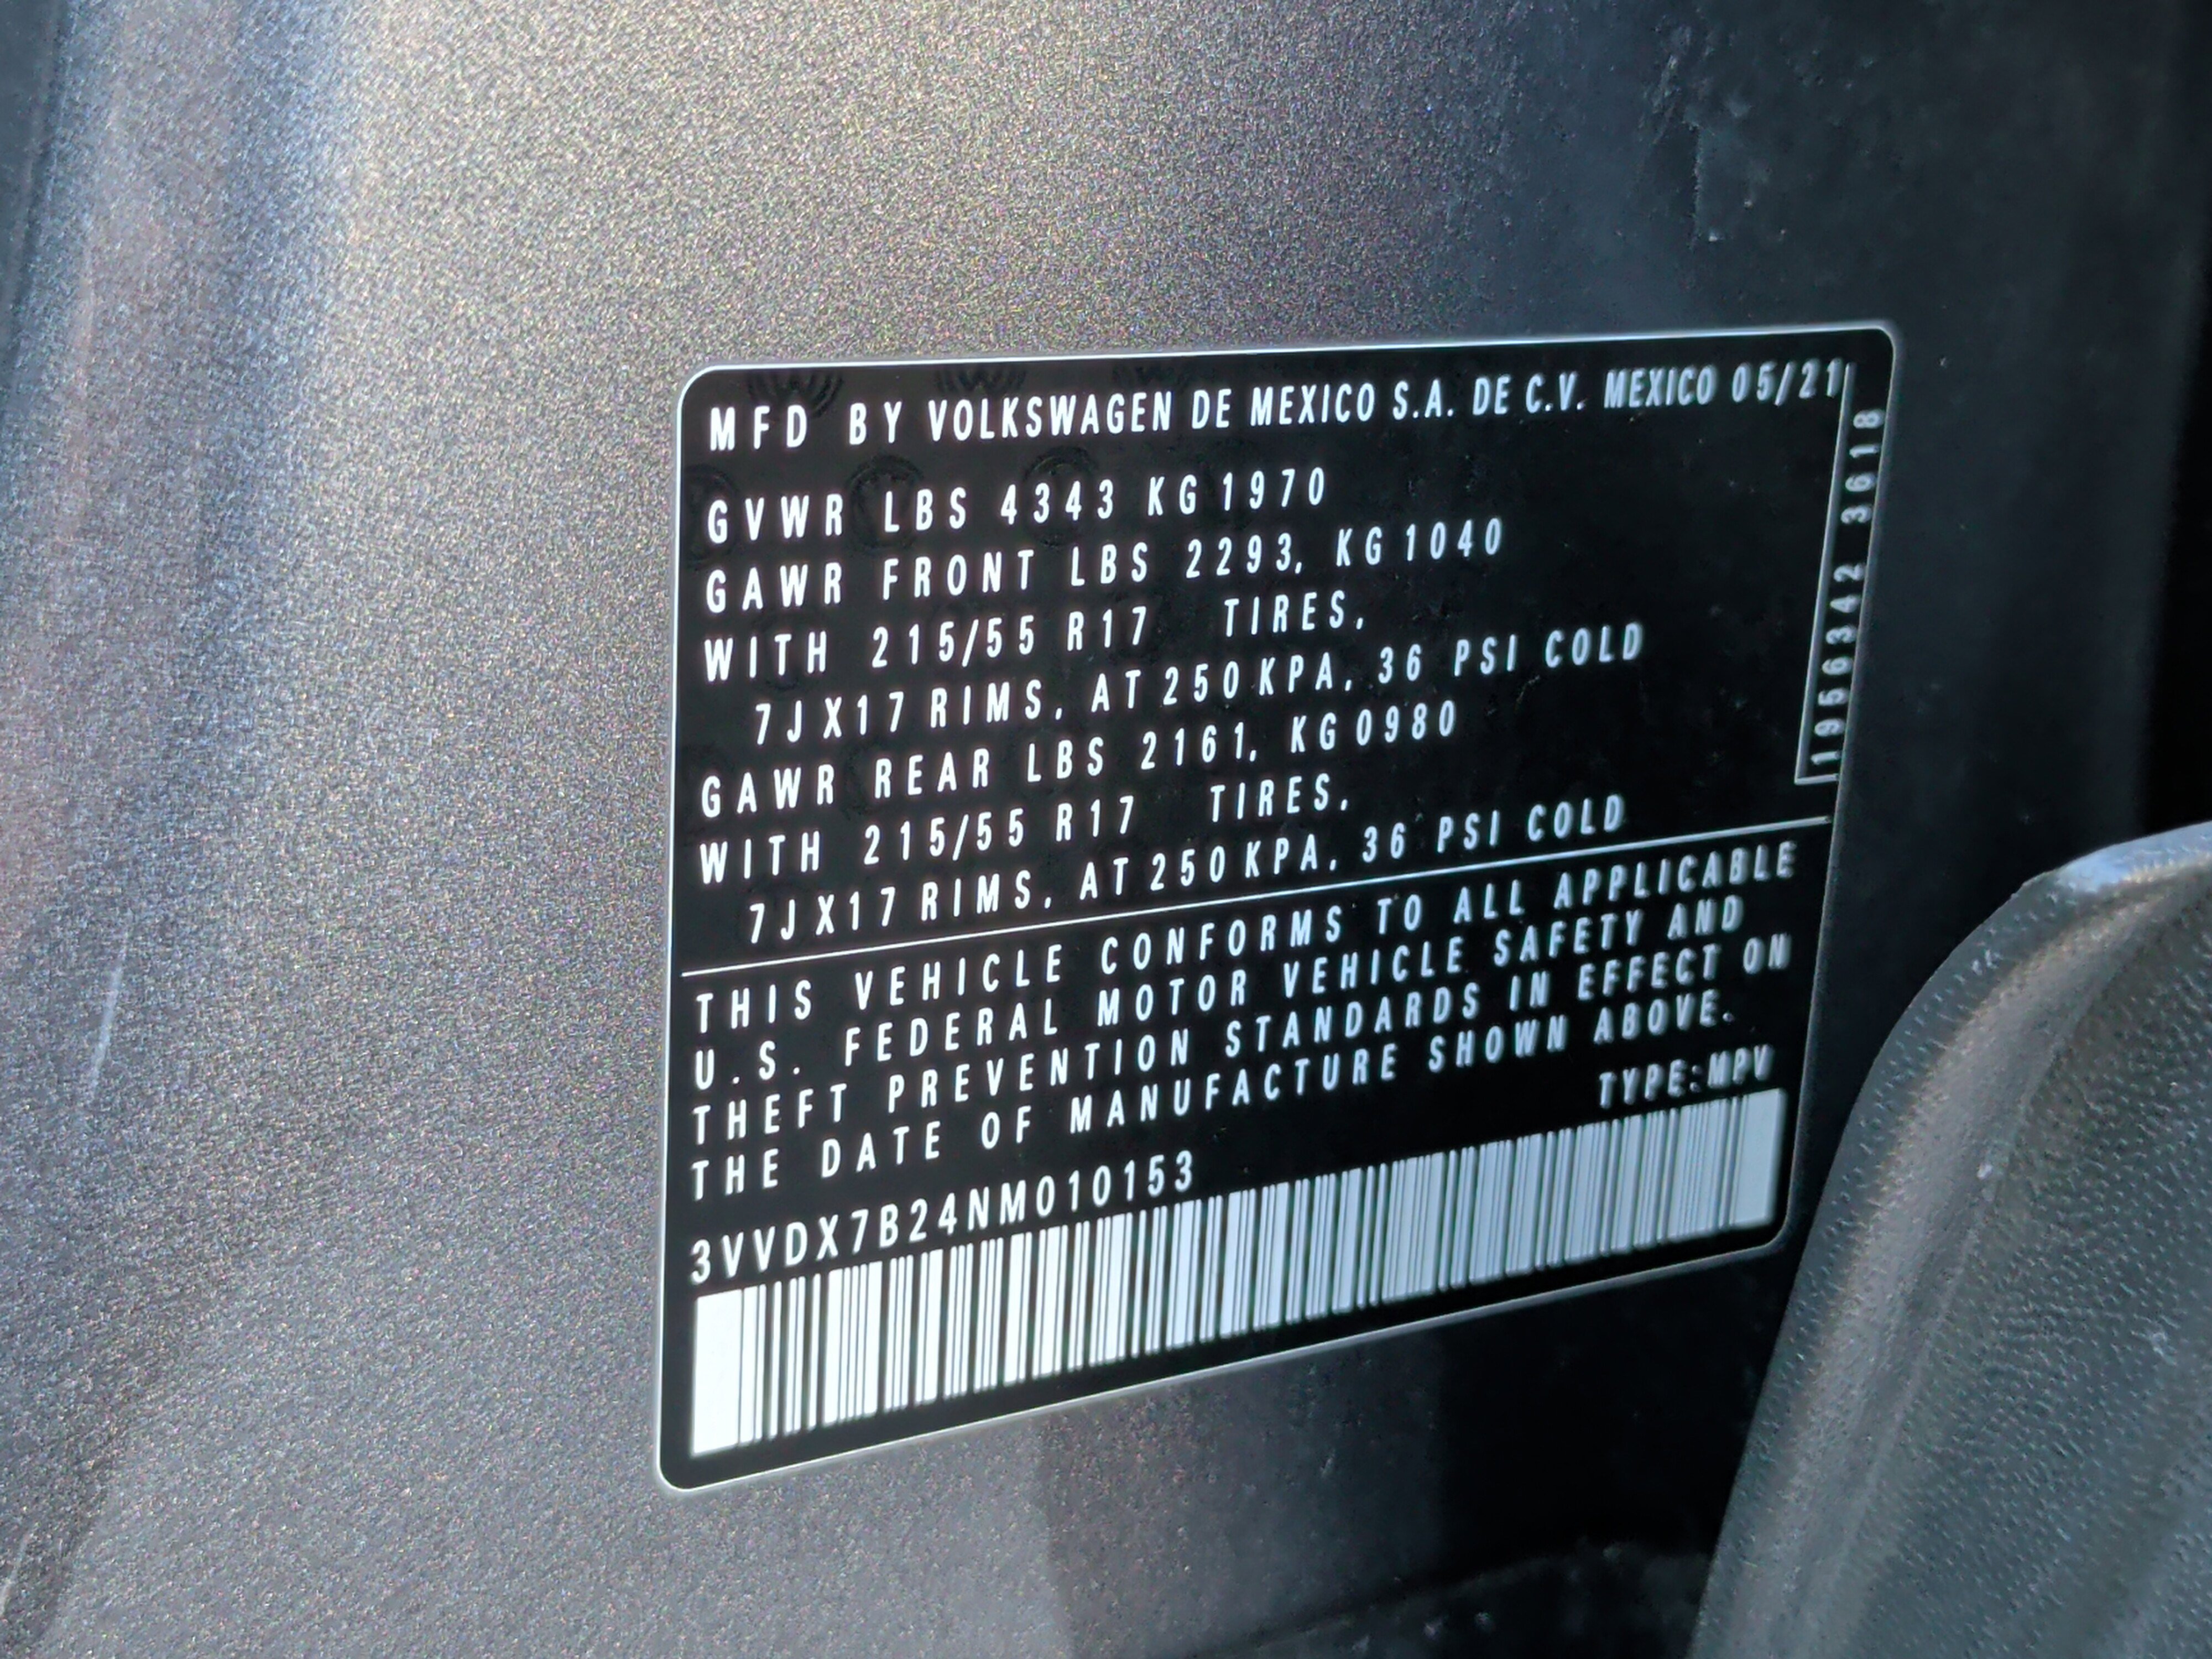 MFD BY VOLKSWAGEN DE MEXICO S.A. DE C.V. MEXICO 05/21
GVWR LBS 4343 KG 1970
GAWR FRONT LBS 2293, KG 1040
WITH 215/55 R17 TIRES,
7J X17 RIMS, AT 250 KPA, 36 PSI COLD
GAWR REAR LBS 2161, KG 0980
WITH 215/55 R17 TIRES,
7J X17 RIMS, AT 250 KPA, 36 PSI COLD
1956342 3618
THIS VEHICLE CONFORMS TO ALL APPLICABLE
U.S. FEDERAL MOTOR VEHICLE SAFETY AND
THEFT PREVENTION STANDARDS IN EFFECT ON
THE DATE OF MANUFACTURE SHOWN ABOVE.
TYPE:MPV
3VVDX7B24NM010153